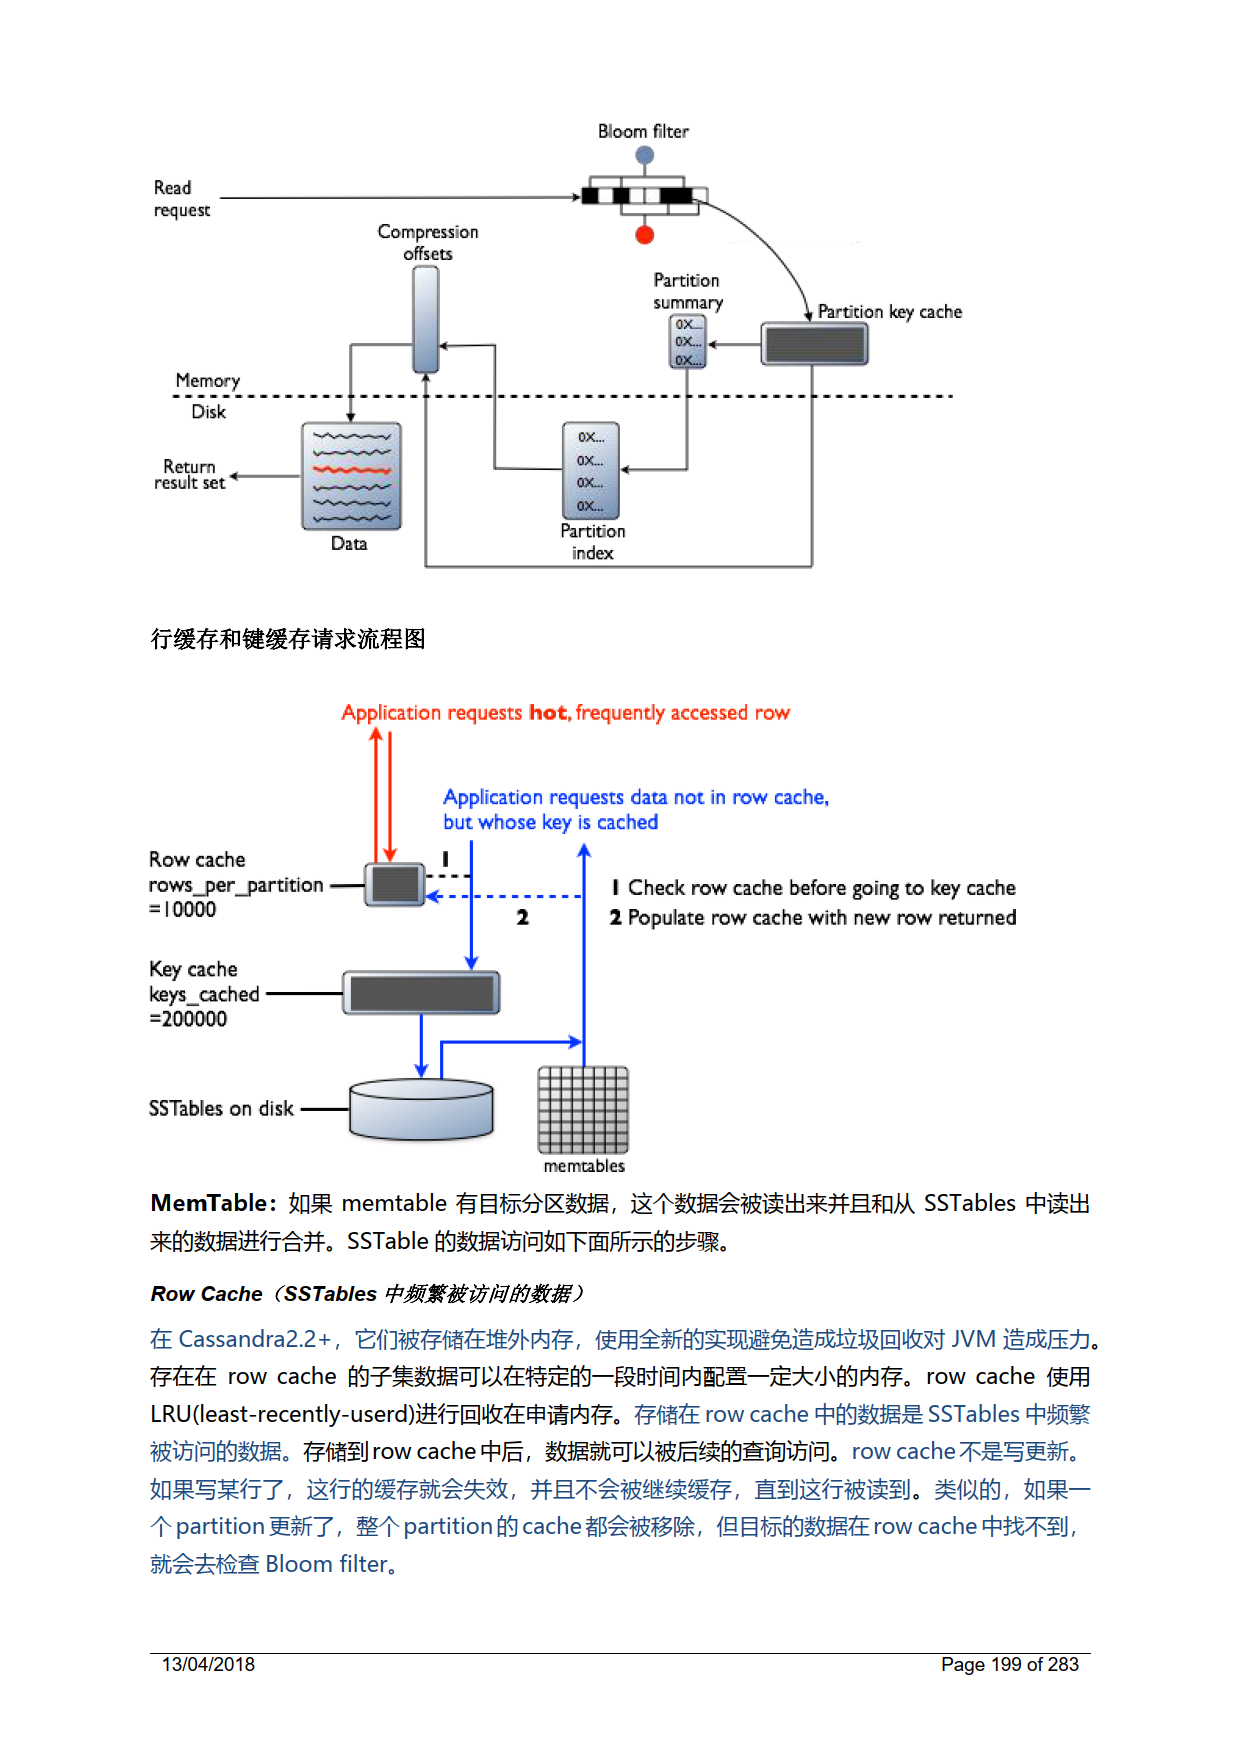 Bloom filter
Read
request
Compression
offsets
Partition
summary
0X...
0X...
0X...
Partition key cache
Memory
Disk
0X...
0X...
0X...
0X...
Return
result set
Data
Partition
index
行缓存和键缓存请求流程图
Application requests hot, frequently accessed row
Application requests data not in row cache,
but whose key is cached
1
Row cache
rows_per_partition
=10000
2
1 Check row cache before going to key cache
2 Populate row cache with new row returned
Key cache
keys_cached
=200000
SSTables on disk
memtables
MemTable：如果 memtable 有目标分区数据，这个数据会被读出来并且和从 SSTables 中读出
来的数据进行合并。SSTable 的数据访问如下面所示的步骤。
Row Cache（SSTables 中频繁被访问的数据）
在 Cassandra2.2+，它们被存储在堆外内存，使用全新的实现避免造成垃圾回收对 JVM 造成压力。
存在在 row cache 的子集数据可以在特定的一段时间内配置一定大小的内存。row cache 使用
LRU(least-recently-userd)进行回收在申请内存。存储在 row cache 中的数据是 SSTables 中频繁
被访问的数据。存储到 row cache 中后，数据就可以被后续的查询访问。row cache 不是写更新。
如果写某行了，这行的缓存就会失效，并且不会被继续缓存，直到这行被读到。类似的，如果一
个 partition 更新了，整个 partition 的 cache 都会被移除，但目标的数据在 row cache 中找不到，
就会去检查 Bloom filter。
13/04/2018
Page 199 of 283